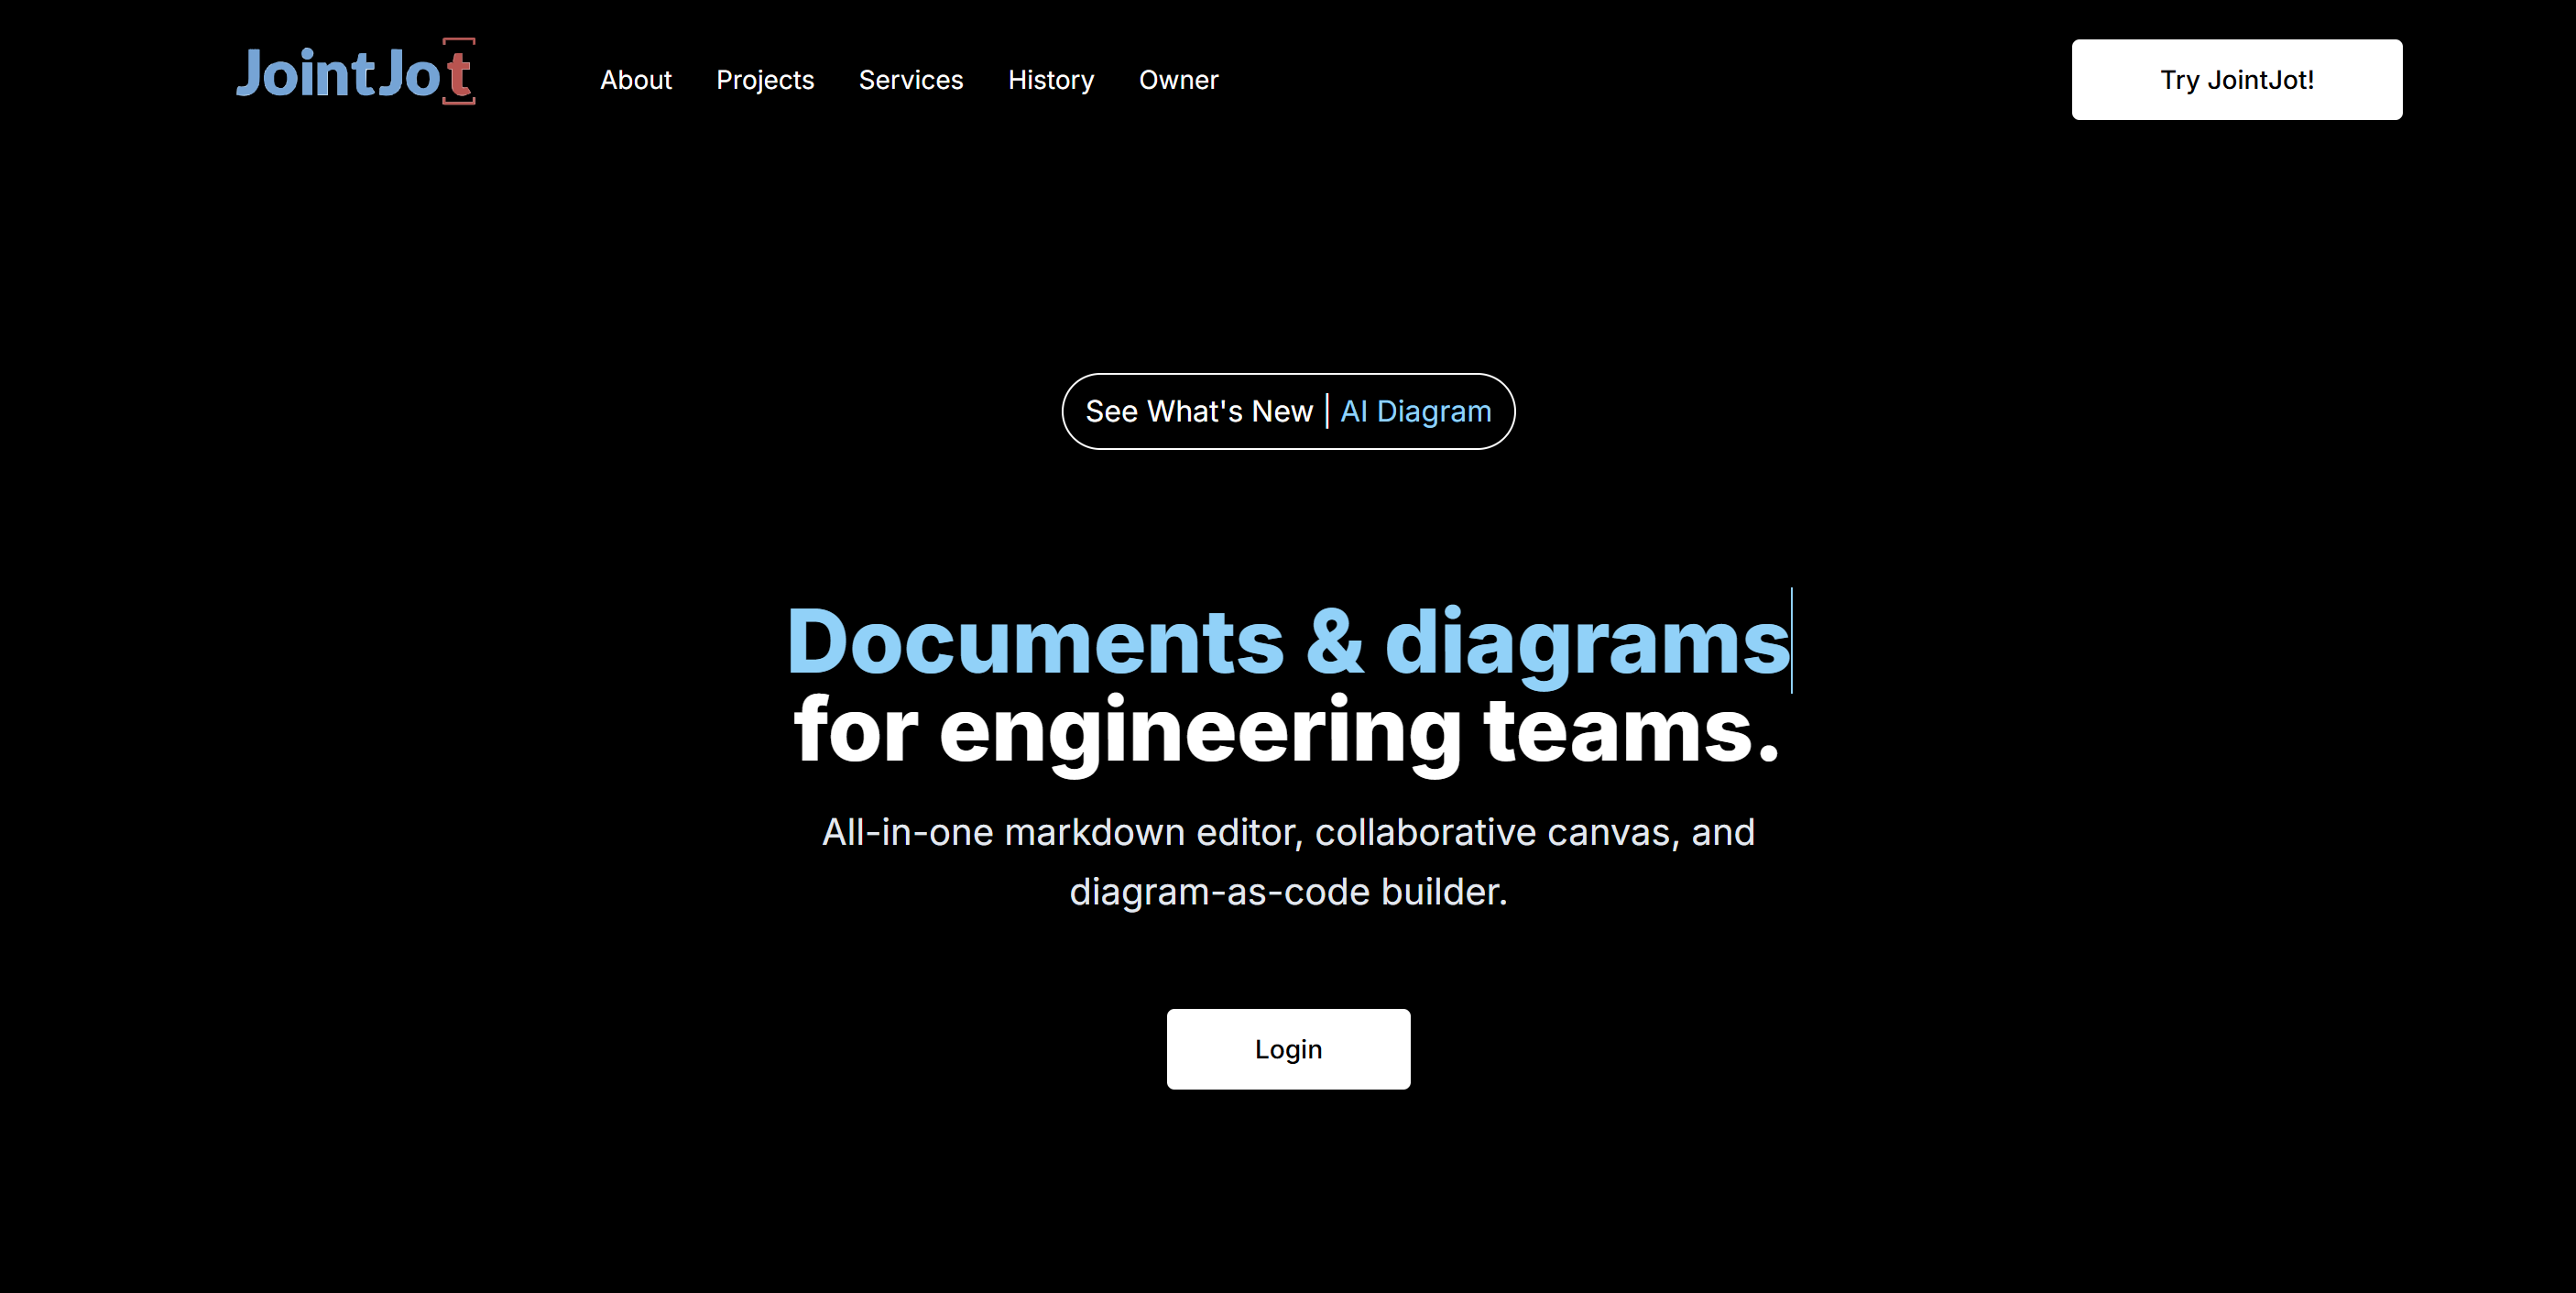 JointJot
About Projects Services History Owner
Try JointJot!
See What's New | AI Diagram
Documents & diagrams
for engineering teams.
All-in-one markdown editor, collaborative canvas, and
diagram-as-code builder.
Login